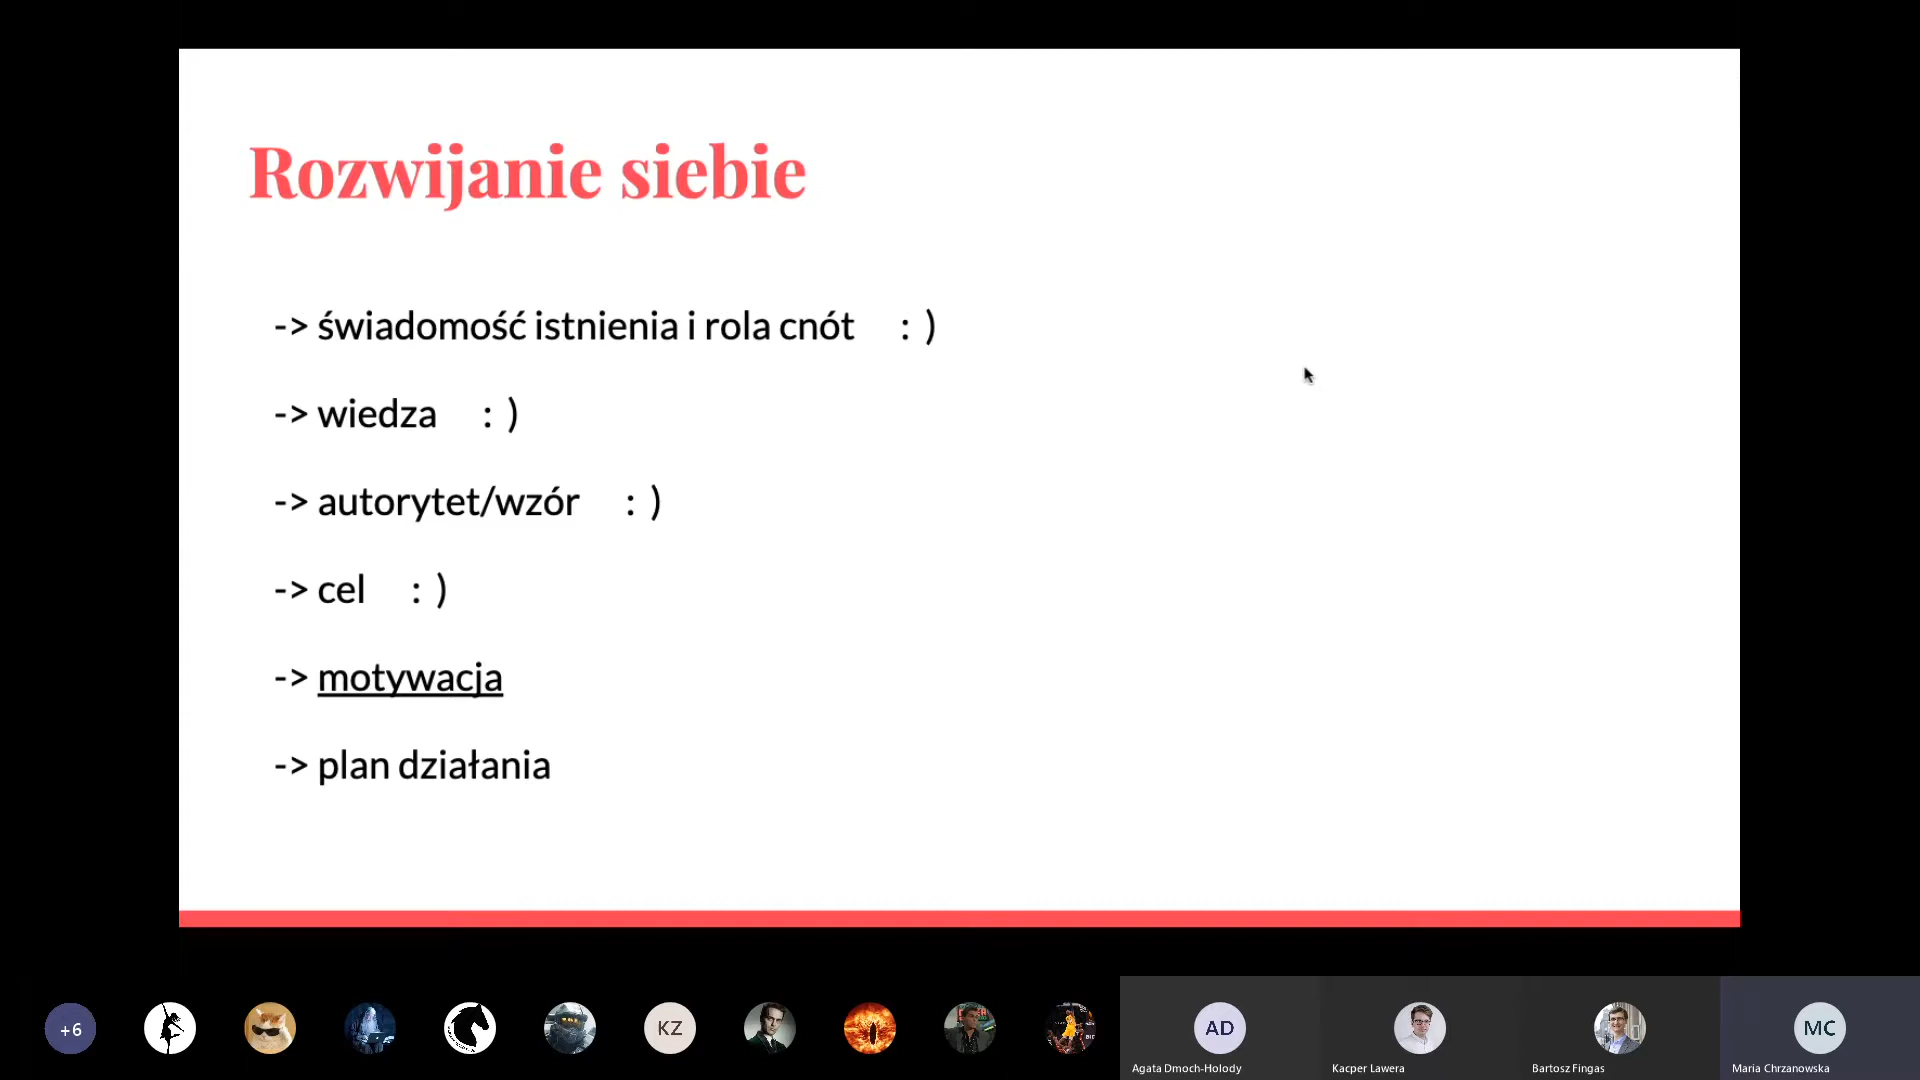 Rozwijanie siebie
-> świadomość istnienia i rola cnót : )
-> wiedza : )
-> autorytet/wzór : )
-> cel : )
-> motywacja
-> plan działania
+6
KZ
AD
MC
Agata Dmoch-Holody
Kacper Lawera
Bartosz Fingas
Maria Chrzanowska